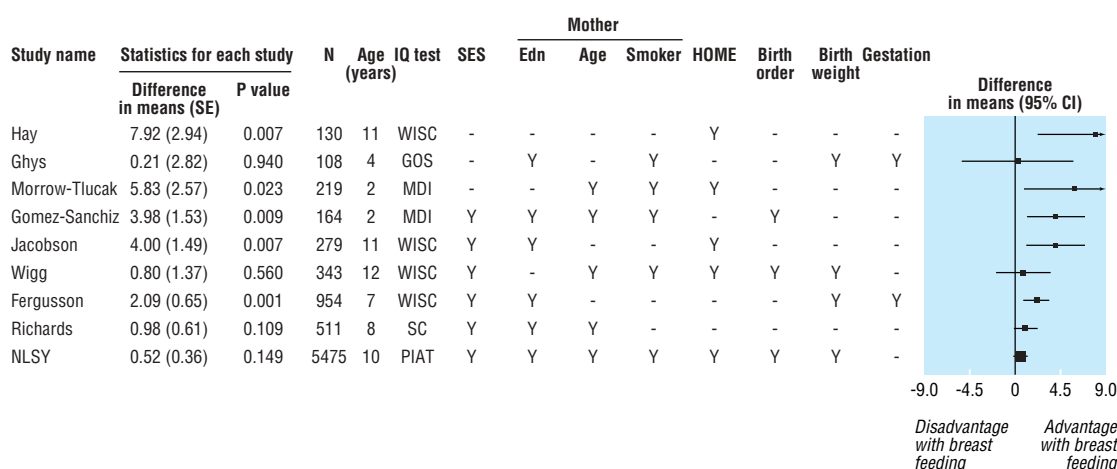 Mother
Study name Statistics for each study N Age (years) IQ test SES Edn Age Smoker HOME Birth order Birth weight Gestation
Difference in means (SE) P value Difference in means (95% CI)
Hay 7.92 (2.94) 0.007 130 11 WISC - - - - Y - - -
Ghys 0.21 (2.82) 0.940 108 4 GOS - Y - Y - - Y Y
Morrow-Tlucak 5.83 (2.57) 0.023 219 2 MDI - - Y Y Y - - -
Gomez-Sanchiz 3.98 (1.53) 0.009 164 2 MDI Y Y Y Y - Y - -
Jacobson 4.00 (1.49) 0.007 279 11 WISC Y Y - - Y - - -
Wigg 0.80 (1.37) 0.560 343 12 WISC Y - Y Y Y Y Y -
Fergusson 2.09 (0.65) 0.001 954 7 WISC Y Y - - - - Y Y
Richards 0.98 (0.61) 0.109 511 8 SC Y Y Y - - - - -
NLSY 0.52 (0.36) 0.149 5475 10 PIAT Y Y Y Y Y Y Y -
-9.0 -4.5 0 4.5 9.0
Disadvantage
with breast
feeding
Advantage
with breast
feeding